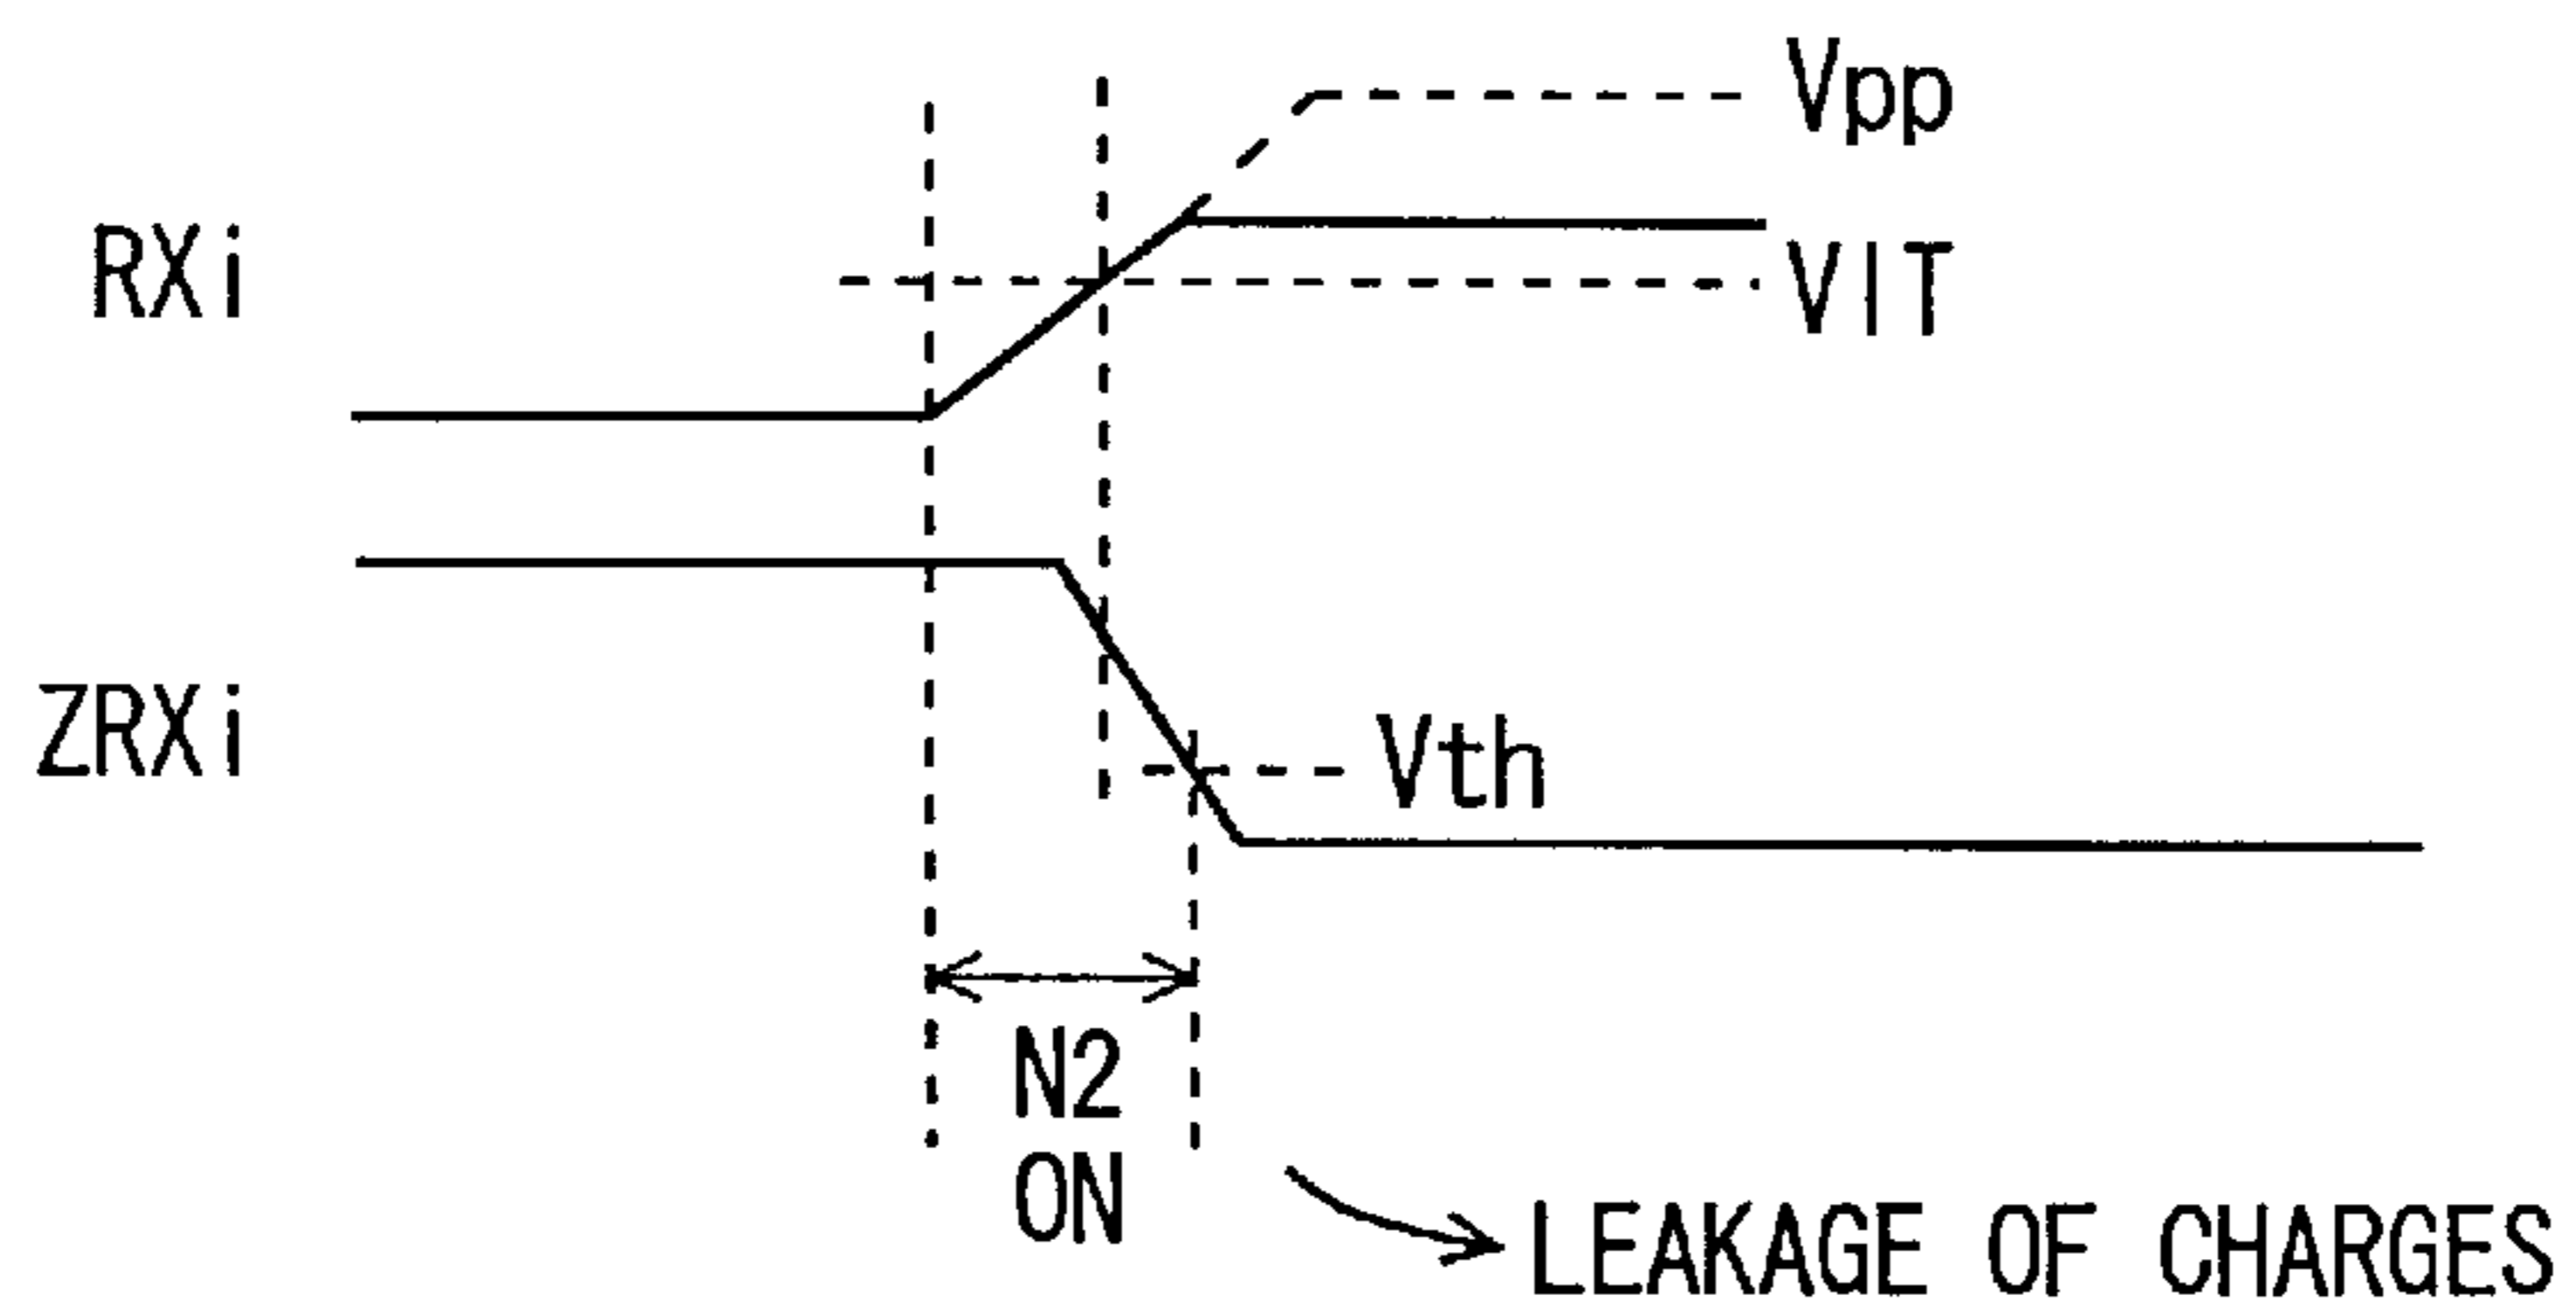 Vpp
RXi
VIT
ZRXi
Vth
N2
ON
LEAKAGE OF CHARGES